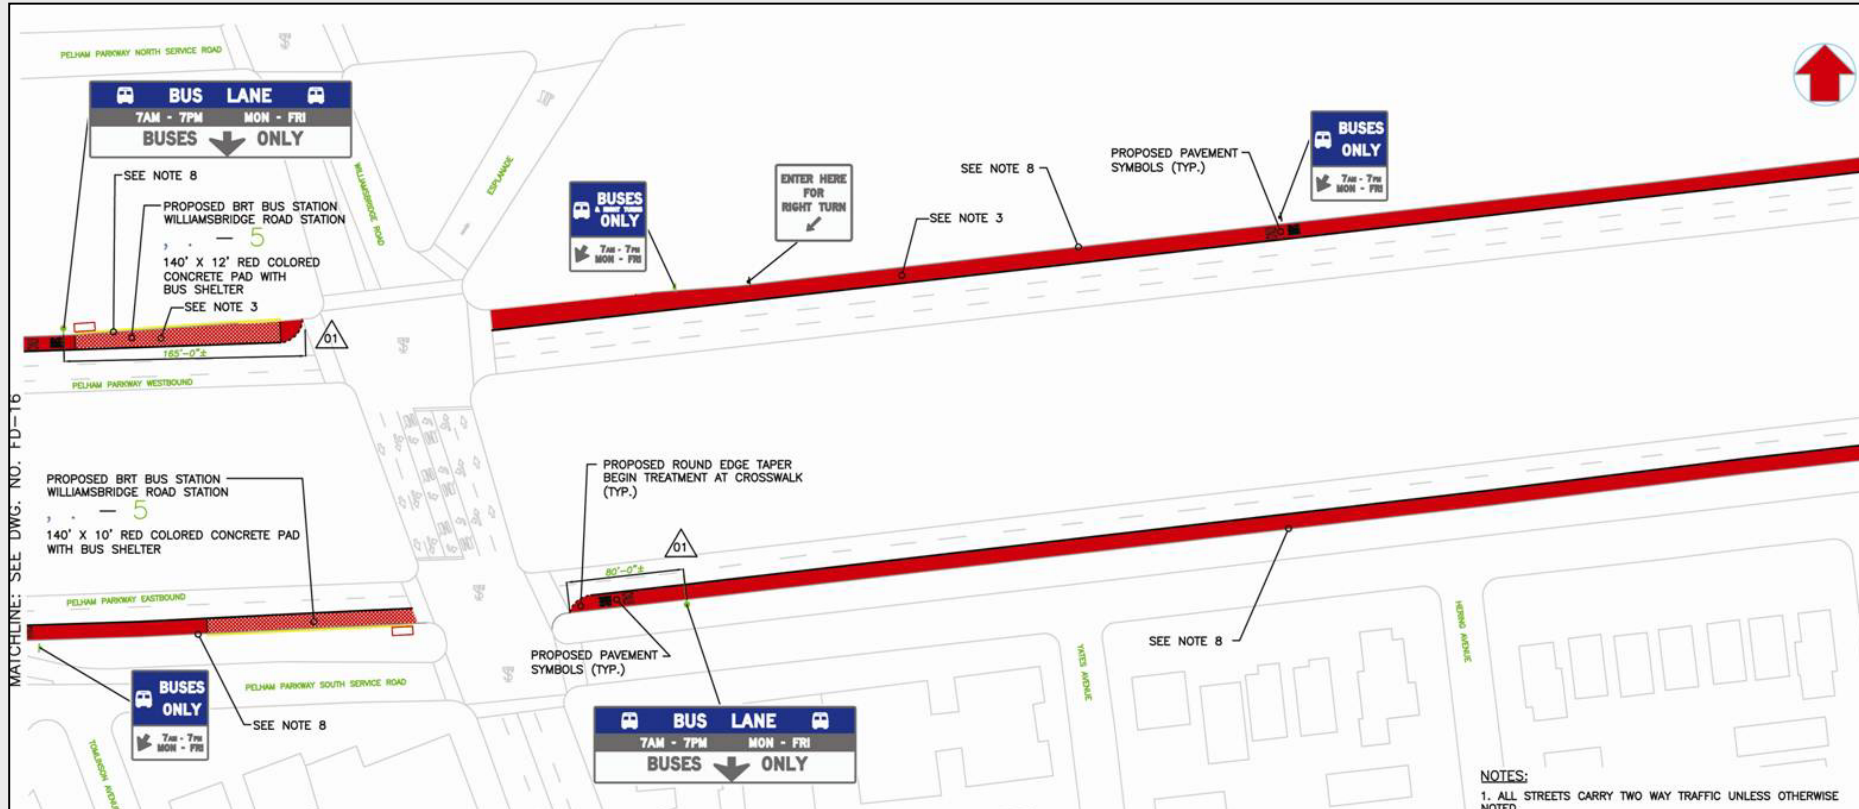 PELHAM PARKWAY NORTH SERVICE ROAD
BUS LANE
7AM - 7PM MON - FRI
BUSES ONLY
SEE NOTE 8
PROPOSED BRT BUS STATION
WILLIAMSBRIDGE ROAD STATION
, . — 5
140' X 12' RED COLORED
CONCRETE PAD WITH
BUS SHELTER
SEE NOTE 3
01
165'-0"±
PELHAM PARKWAY WESTBOUND
WILLIAMSBRIDGE ROAD
ESPLANADE
BUSES
& RIGHT TURNS
ONLY
7AM - 7PM
MON - FRI
ENTER HERE
FOR
RIGHT TURN
SEE NOTE 3
SEE NOTE 8
PROPOSED PAVEMENT
SYMBOLS (TYP.)
BUSES
ONLY
7AM - 7PM
MON - FRI
MATCHLINE: SEE DWG. NO. FD-16
PROPOSED BRT BUS STATION
WILLIAMSBRIDGE ROAD STATION
, . — 5
140' X 10' RED COLORED CONCRETE PAD
WITH BUS SHELTER
PELHAM PARKWAY EASTBOUND
PROPOSED ROUND EDGE TAPER
BEGIN TREATMENT AT CROSSWALK
(TYP.)
01
80'-0"±
PROPOSED PAVEMENT
SYMBOLS (TYP.)
SEE NOTE 8
YATES AVENUE
HERING AVENUE
BUSES
ONLY
7AM - 7PM
MON - FRI
PELHAM PARKWAY SOUTH SERVICE ROAD
SEE NOTE 8
TOMLINSON AVENUE
BUS LANE
7AM - 7PM MON - FRI
BUSES ONLY
NOTES:
1. ALL STREETS CARRY TWO WAY TRAFFIC UNLESS OTHERWISE
NOTED